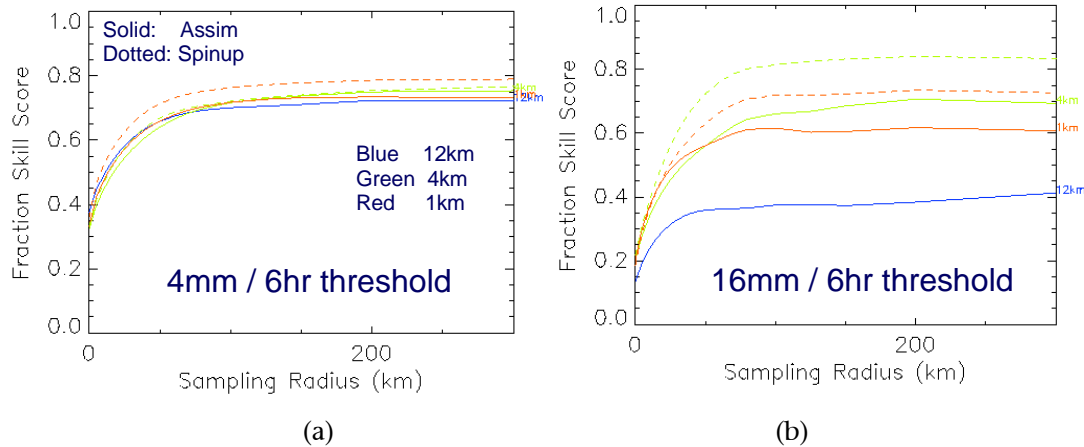 1.0
0.8
0.6
0.4
0.2
0.0
Fraction Skill Score
Solid: Assim
Dotted: Spinup
Blue 12km
Green 4km
Red 1km
4mm / 6hr threshold
12km
0
200
Sampling Radius (km)
(a)
1.0
0.8
0.6
0.4
0.2
0.0
Fraction Skill Score
4km
1km
12km
16mm / 6hr threshold
0
200
Sampling Radius (km)
(b)